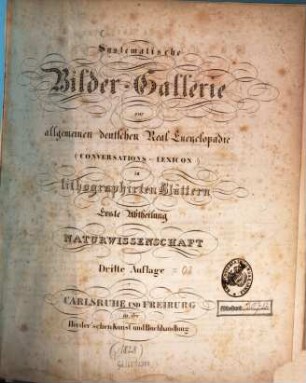 Systematische
Bilder-Gallerie
zur
allgemeinen deutschen Real Encyclopädie
(CONVERSATIONS-LEXICON)
in
lithographirten Blättern
Erste Abtheilung
NATURWISSENSCHAFT
Dritte Auflage
CARLSRUHE UND FREIBURG
in der
Herder'schen Kunst und Buchhandlung
(1828)